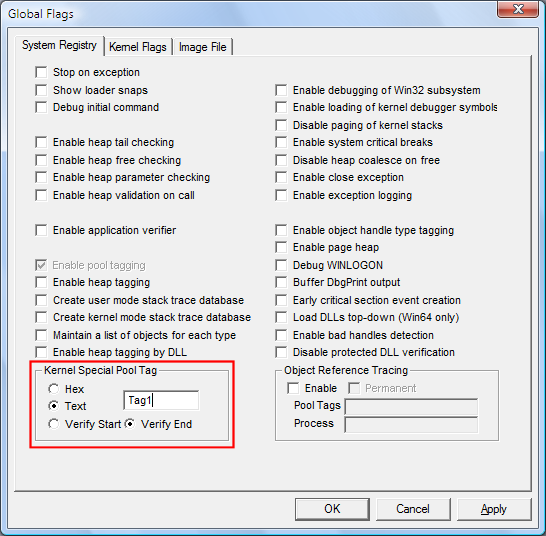 Global Flags
System Registry
Kernel Flags
Image File
Stop on exception
Show loader snaps
Debug initial command
Enable heap tail checking
Enable heap free checking
Enable heap parameter checking
Enable heap validation on call
Enable application verifier
Enable pool tagging
Enable heap tagging
Create user mode stack trace database
Create kernel mode stack trace database
Maintain a list of objects for each type
Enable heap tagging by DLL
Enable debugging of Win32 subsystem
Enable loading of kernel debugger symbols
Disable paging of kernel stacks
Enable system critical breaks
Disable heap coalesce on free
Enable close exception
Enable exception logging
Enable object handle type tagging
Enable page heap
Debug WINLOGON
Buffer DbgPrint output
Early critical section event creation
Load DLLs top-down (Win64 only)
Enable bad handles detection
Disable protected DLL verification
Kernel Special Pool Tag
Hex
Text
Tag1
Verify Start
Verify End
Object Reference Tracing
Enable
Permanent
Pool Tags
Process
OK
Cancel
Apply